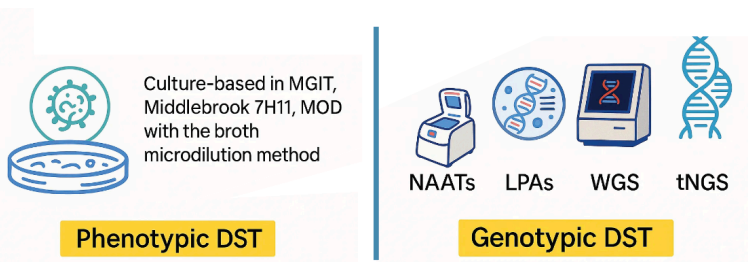 Culture-based in MGIT,
Middlebrook 7H11, MOD
with the broth
microdilution method
Phenotypic DST
NAATs LPAs WGS tNGS
Genotypic DST